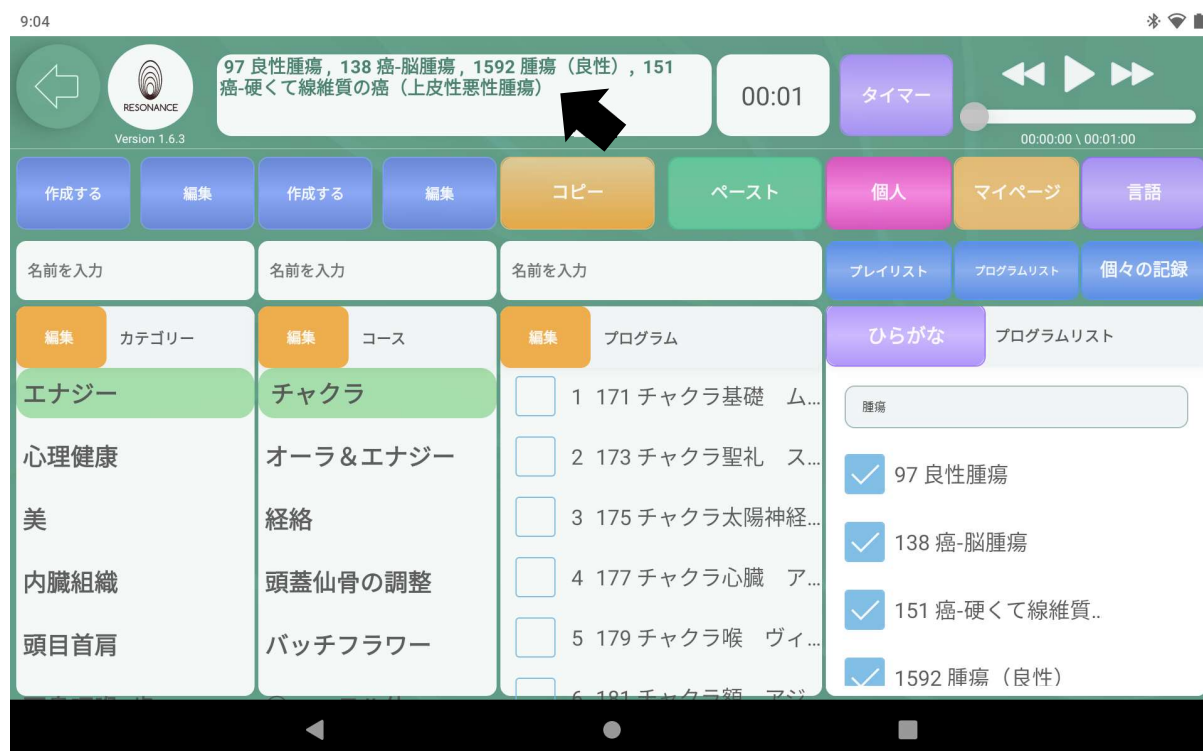 9:04
97 良性腫瘍 , 138 癌-脳腫瘍 , 1592 腫瘍（良性）, 151
癌-硬くて線維質の癌（上皮性悪性腫瘍）
RESONANCE
Version 1.6.3
00:01
タイマー
00:00:00 \ 00:01:00
作成する
編集
作成する
編集
コピー
ペースト
個人
マイページ
言語
名前を入力
名前を入力
名前を入力
プレイリスト
プログラムリスト
個々の記録
編集
カテゴリー
編集
コース
編集
プログラム
ひらがな
プログラムリスト
エナジー
心理健康
美
内臓組織
頭目首肩
チャクラ
オーラ＆エナジー
経絡
頭蓋仙骨の調整
バッチフラワー
1 171 チャクラ基礎 ム...
2 173 チャクラ聖礼 ス...
3 175 チャクラ太陽神経...
4 177 チャクラ心臓 ア...
5 179 チャクラ喉 ヴィ...
6 181 チャクラ額 アジ...
腫瘍
97 良性腫瘍
138 癌-脳腫瘍
151 癌-硬くて線維質..
1592 腫瘍（良性）